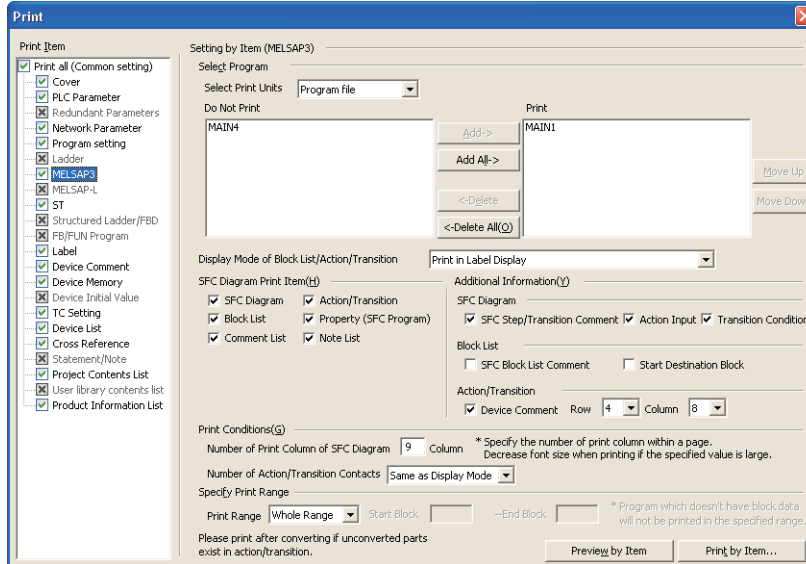 Print
Print Item
Print all (Common setting)
Cover
PLC Parameter
Redundant Parameters
Network Parameter
Program setting
Ladder
MELSAP3
MELSAP-L
ST
Structured Ladder/FBD
FB/FUN Program
Label
Device Comment
Device Memory
Device Initial Value
TC Setting
Device List
Cross Reference
Statement/Note
Project Contents List
User library contents list
Product Information List
Setting by Item (MELSAP3)
Select Program
Select Print Units Program file
Do Not Print Print
MAIN4 MAIN1
Add->
Add All->
<-Delete
<-Delete All(O)
Move Up
Move Down
Display Mode of Block List/Action/Transition Print in Label Display
SFC Diagram Print Item(H)
SFC Diagram Action/Transition
Block List Property (SFC Program)
Comment List Note List
Additional Information(Y)
SFC Diagram
SFC Step/Transition Comment Action Input Transition Condition
Block List
SFC Block List Comment Start Destination Block
Action/Transition
Device Comment Row 4 Column 8
Print Conditions(G)
Number of Print Column of SFC Diagram 9 Column
* Specify the number of print column within a page.
Decrease font size when printing if the specified value is large.
Number of Action/Transition Contacts Same as Display Mode
Specify Print Range
Print Range Whole Range Start Block --End Block
* Program which doesn't have block data
will not be printed in the specified range.
Please print after converting if unconverted parts
exist in action/transition.
Preview by Item Print by Item...